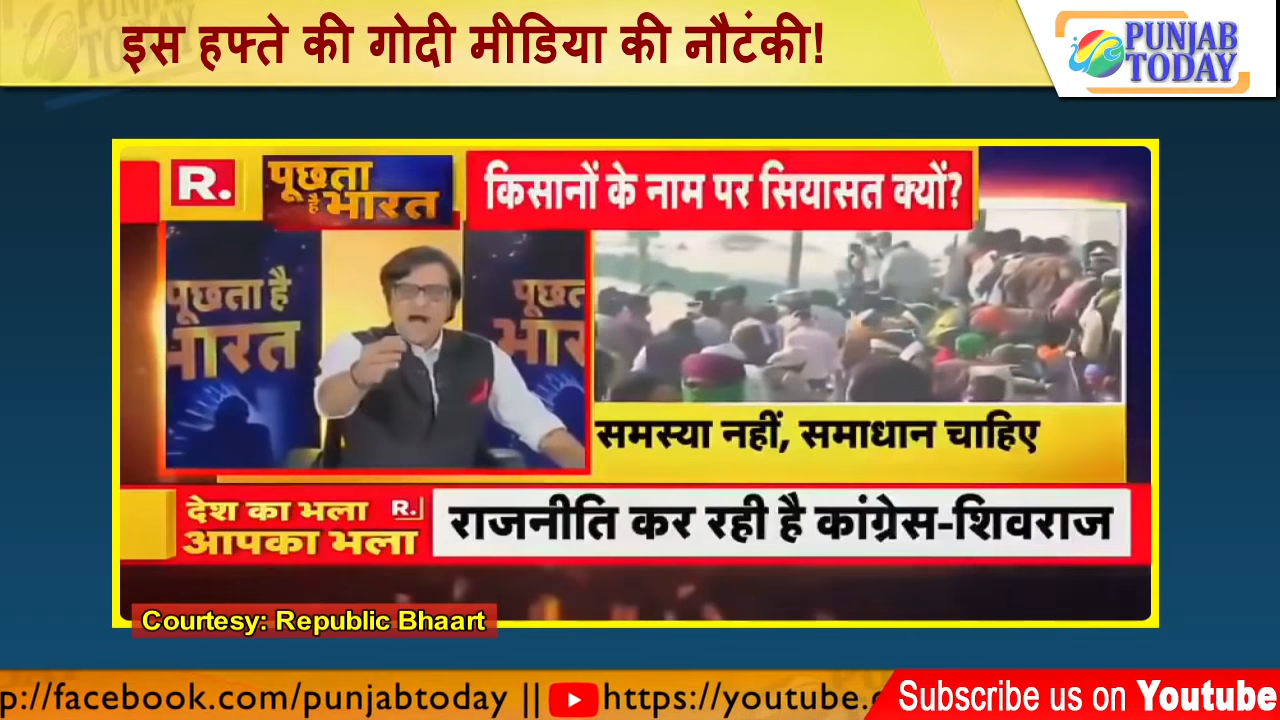 इस हफ्ते की गोदी मीडिया की नौटंकी!
PUNJAB
TODAY
R.
पूछता
है भारत
किसानों के नाम पर सियासत क्यों?
पूछता है
भारत
समस्या नहीं, समाधान चाहिए
देश का भला
R.
आपका भला
राजनीति कर रही है कांग्रेस-शिवराज
Courtesy: Republic Bhaart
p://facebook.com/punjabtoday || https://youtube.
Subscribe us on Youtube